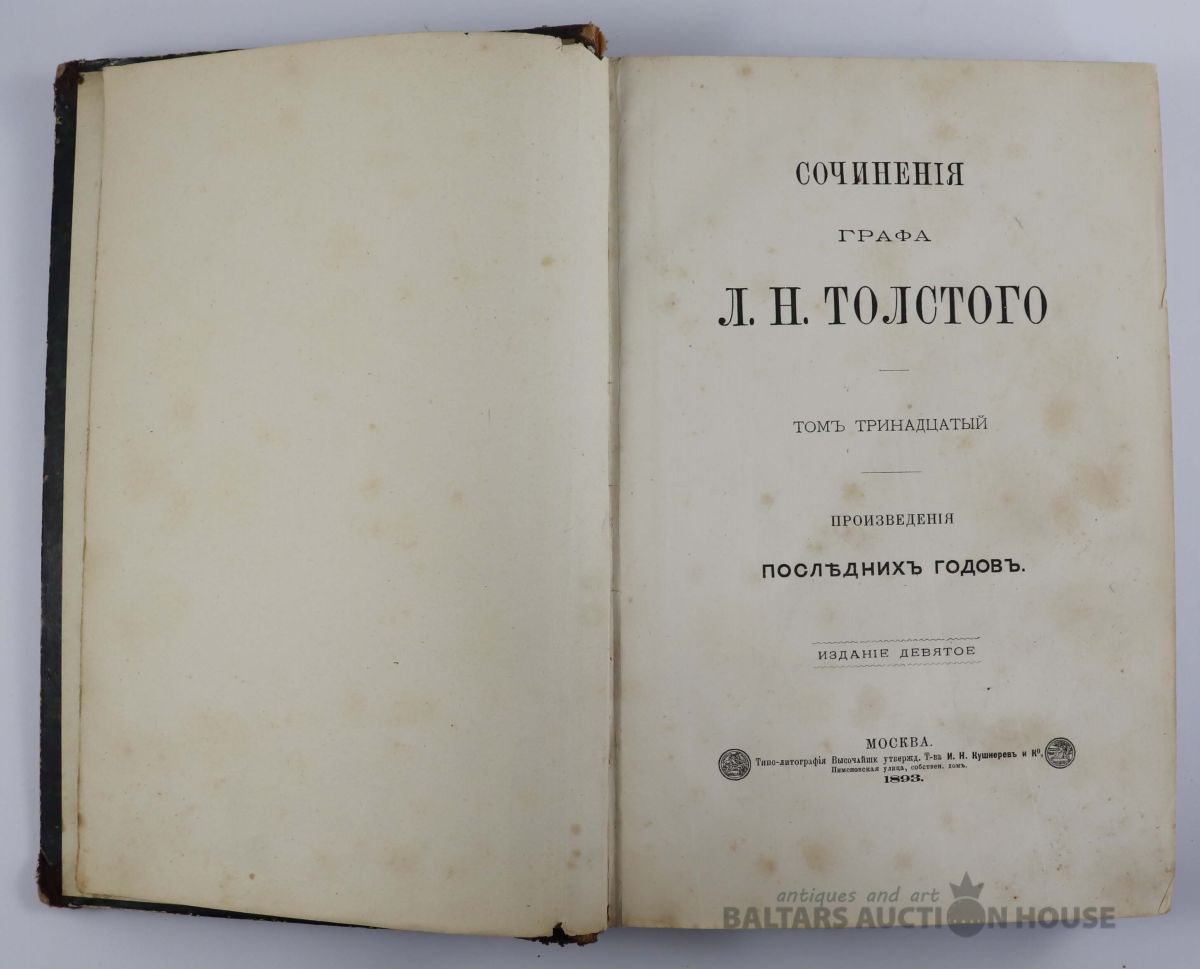 СОЧИНЕНІЯ
ГРАФА
Л. Н. ТОЛСТОГО
ТОМЪ ТРИНАДЦАТЫЙ
ПРОИЗВЕДЕНІЯ
ПОСЛѢДНИХЪ ГОДОВЪ.
ИЗДАНІЕ ДЕВЯТОЕ
МОСКВА.
Типо-литографія Высочайше утвержд. Т-ва И. Н. Кушнеревъ и Ко.
Пименовская улица, собствен. домъ.
1893.
antiques and art
BALTARS AUCTION HOUSE